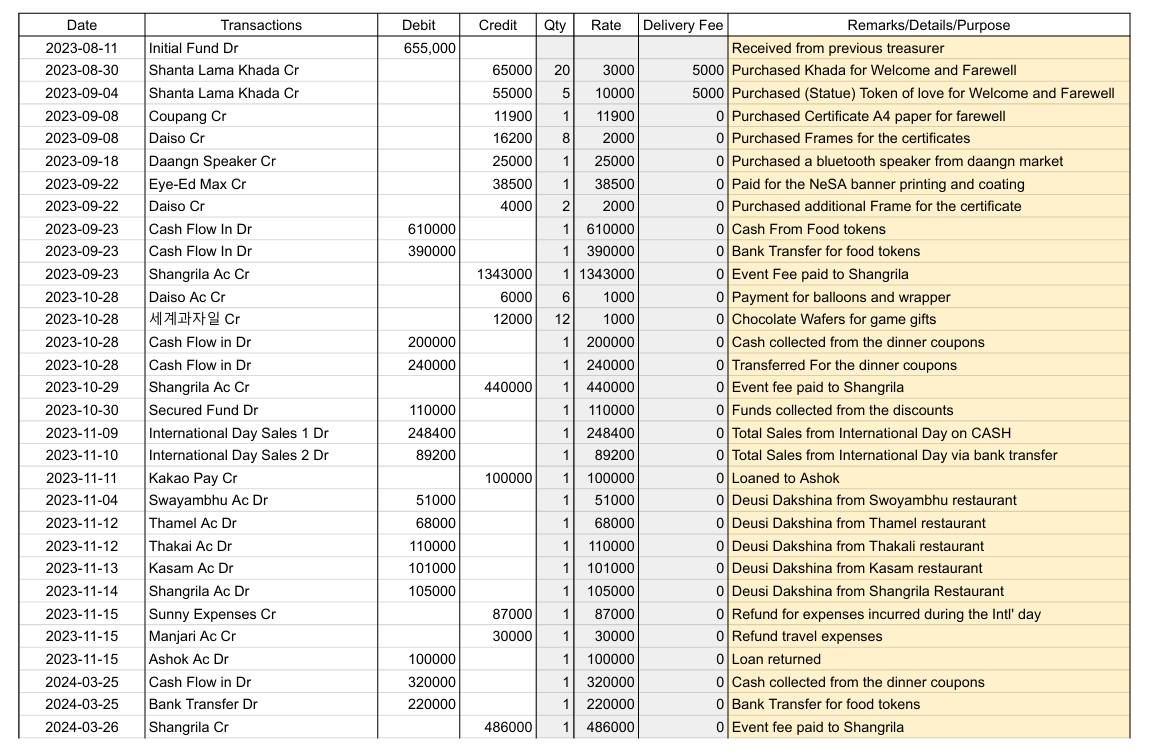 Date Transactions Debit Credit Qty Rate Delivery Fee Remarks/Details/Purpose
2023-08-11 Initial Fund Dr 655,000 Received from previous treasurer
2023-08-30 Shanta Lama Khada Cr 65000 20 3000 5000 Purchased Khada for Welcome and Farewell
2023-09-04 Shanta Lama Khada Cr 55000 5 10000 5000 Purchased (Statue) Token of love for Welcome and Farewell
2023-09-08 Coupang Cr 11900 1 11900 0 Purchased Certificate A4 paper for farewell
2023-09-08 Daiso Cr 16200 8 2000 0 Purchased Frames for the certificates
2023-09-18 Daangn Speaker Cr 25000 1 25000 0 Purchased a bluetooth speaker from daangn market
2023-09-22 Eye-Ed Max Cr 38500 1 38500 0 Paid for the NeSA banner printing and coating
2023-09-22 Daiso Cr 4000 2 2000 0 Purchased additional Frame for the certificate
2023-09-23 Cash Flow In Dr 610000 1 610000 0 Cash From Food tokens
2023-09-23 Cash Flow In Dr 390000 1 390000 0 Bank Transfer for food tokens
2023-09-23 Shangrila Ac Cr 1343000 1 1343000 0 Event Fee paid to Shangrila
2023-10-28 Daiso Ac Cr 6000 6 1000 0 Payment for balloons and wrapper
2023-10-28 세계과자일 Cr 12000 12 1000 0 Chocolate Wafers for game gifts
2023-10-28 Cash Flow in Dr 200000 1 200000 0 Cash collected from the dinner coupons
2023-10-28 Cash Flow in Dr 240000 1 240000 0 Transferred For the dinner coupons
2023-10-29 Shangrila Ac Cr 440000 1 440000 0 Event fee paid to Shangrila
2023-10-30 Secured Fund Dr 110000 1 110000 0 Funds collected from the discounts
2023-11-09 International Day Sales 1 Dr 248400 1 248400 0 Total Sales from International Day on CASH
2023-11-10 International Day Sales 2 Dr 89200 1 89200 0 Total Sales from International Day via bank transfer
2023-11-11 Kakao Pay Cr 100000 1 100000 0 Loaned to Ashok
2023-11-04 Swayambhu Ac Dr 51000 1 51000 0 Deusi Dakshina from Swoyambhu restaurant
2023-11-12 Thamel Ac Dr 68000 1 68000 0 Deusi Dakshina from Thamel restaurant
2023-11-12 Thakai Ac Dr 110000 1 110000 0 Deusi Dakshina from Thakali restaurant
2023-11-13 Kasam Ac Dr 101000 1 101000 0 Deusi Dakshina from Kasam restaurant
2023-11-14 Shangrila Ac Dr 105000 1 105000 0 Deusi Dakshina from Shangrila Restaurant
2023-11-15 Sunny Expenses Cr 87000 1 87000 0 Refund for expenses incurred during the Intl' day
2023-11-15 Manjari Ac Cr 30000 1 30000 0 Refund travel expenses
2023-11-15 Ashok Ac Dr 100000 1 100000 0 Loan returned
2024-03-25 Cash Flow in Dr 320000 1 320000 0 Cash collected from the dinner coupons
2024-03-25 Bank Transfer Dr 220000 1 220000 0 Bank Transfer for food tokens
2024-03-26 Shangrila Cr 486000 1 486000 0 Event fee paid to Shangrila